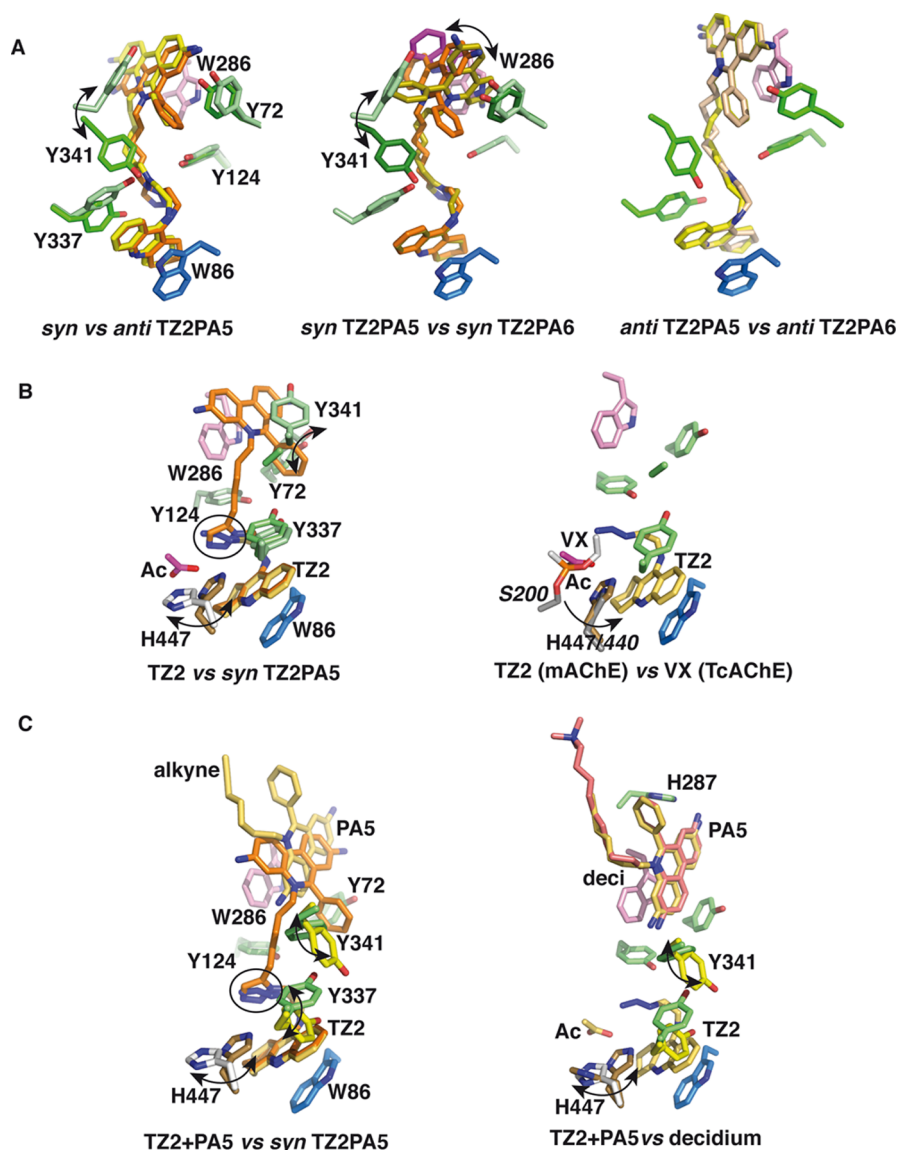 A
W286
Y72
Y341
Y124
Y337
W86
syn vs anti TZ2PA5
W286
Y341
syn TZ2PA5 vs syn TZ2PA6
anti TZ2PA5 vs anti TZ2PA6
B
Y341
W286
Y72
Y124
Y337
Ac
TZ2
H447
W86
TZ2 vs syn TZ2PA5
VX
TZ2
Ac
S200
H447/440
TZ2 (mAChE) vs VX (TcAChE)
C
alkyne
PA5
Y72
W286
Y341
Y124
Y337
TZ2
H447
W86
TZ2+PA5 vs syn TZ2PA5
H287
PA5
deci
Y341
Ac
TZ2
H447
TZ2+PA5vs decidium